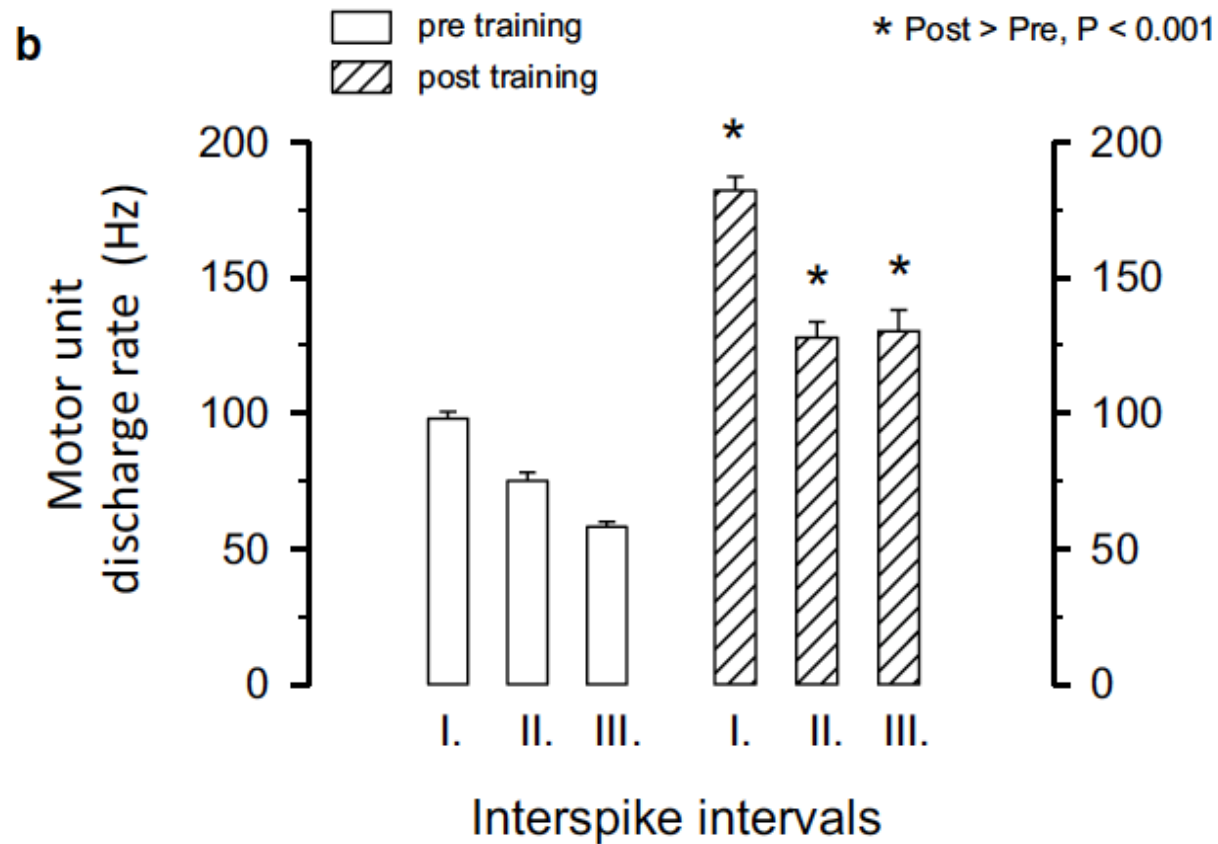 b
pre training
post training
* Post > Pre, P < 0.001
Motor unit
discharge rate (Hz)
200
150
100
50
0
*
*
*
200
150
100
50
0
I. II. III. I. II. III.
Interspike intervals